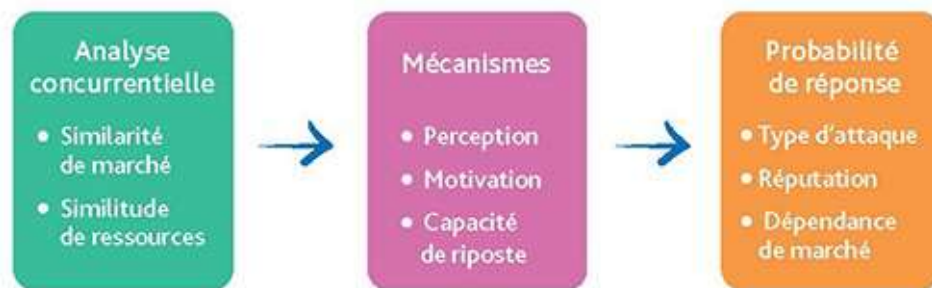 Analyse
concurrentielle
• Similarité
de marché
• Similitude
de ressources
Mécanismes
• Perception
• Motivation
• Capacité
de riposte
Probabilité
de réponse
• Type d'attaque
• Réputation
• Dépendance
de marché